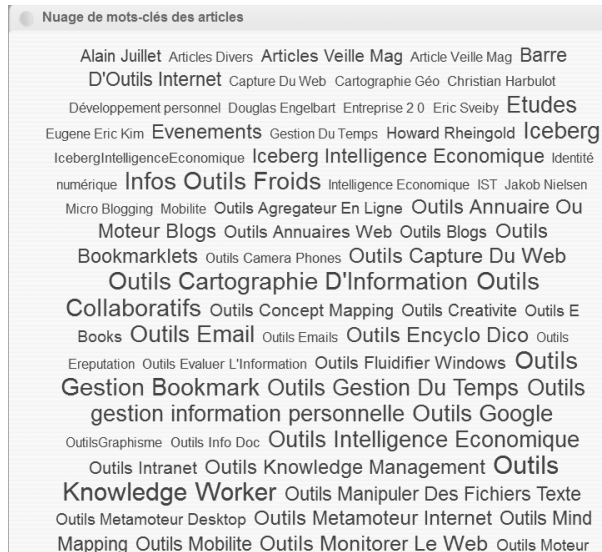 Nuage de mots-clés des articles
Alain Juillet Articles Divers Articles Veille Mag Article Veille Mag Barre
D'Outils Internet Capture Du Web Cartographie Géo Christian Harbulot
Développement personnel Douglas Engelbart Entreprise 2 0 Eric Sveiby Etudes
Eugene Eric Kim Evenements Gestion Du Temps Howard Rheingold Iceberg
IcebergIntelligenceEconomique Iceberg Intelligence Economique Identité
numérique Infos Outils Froids Intelligence Economique IST Jakob Nielsen
Micro Blogging Mobilite Outils Agregateur En Ligne Outils Annuaire Ou
Moteur Blogs Outils Annuaires Web Outils Blogs Outils
Bookmarklets Outils Camera Phones Outils Capture Du Web
Outils Cartographie D'Information Outils
Collaboratifs Outils Concept Mapping Outils Creativite Outils E
Books Outils Email Outils Emails Outils Encyclo Dico Outils
Ereputation Outils Evaluer L'Information Outils Fluidifier Windows Outils
Gestion Bookmark Outils Gestion Du Temps Outils
gestion information personnelle Outils Google
OutilsGraphisme Outils Info Doc Outils Intelligence Economique
Outils Intranet Outils Knowledge Management Outils
Knowledge Worker Outils Manipuler Des Fichiers Texte
Outils Metamoteur Desktop Outils Metamoteur Internet Outils Mind
Mapping Outils Mobilite Outils Monitorer Le Web Outils Moteur